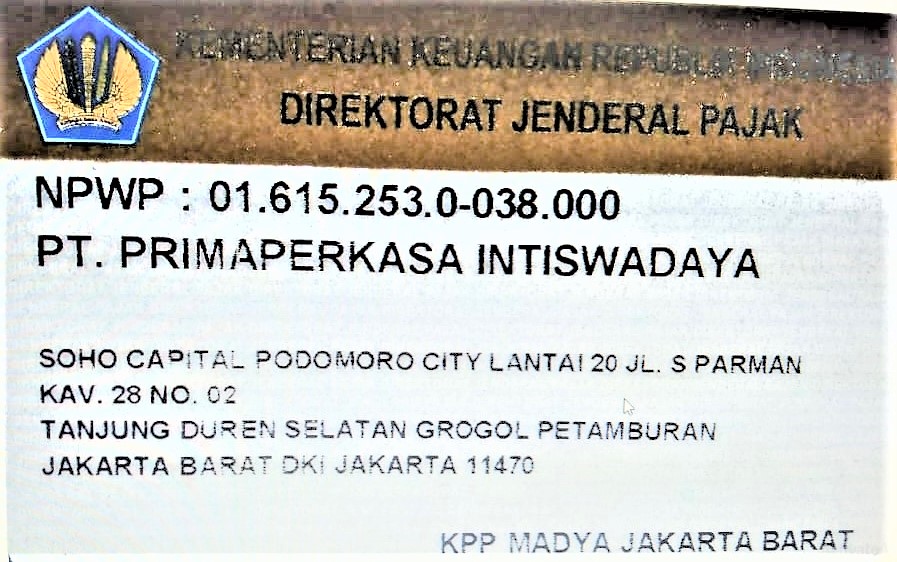 KEMENTERIAN KEUANGAN REPUBLIK INDONESIA
DIREKTORAT JENDERAL PAJAK
NPWP : 01.615.253.0-038.000
PT. PRIMAPERKASA INTISWADAYA
SOHO CAPITAL PODOMORO CITY LANTAI 20 JL. S PARMAN
KAV. 28 NO. 02
TANJUNG DUREN SELATAN GROGOL PETAMBURAN
JAKARTA BARAT DKI JAKARTA 11470
KPP MADYA JAKARTA BARAT